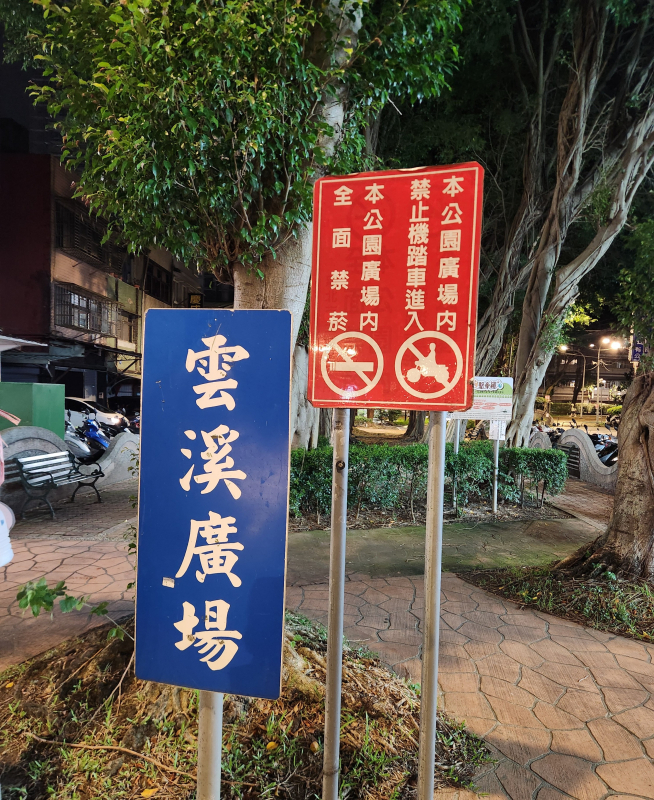 雲溪廣場
本公園廣場內
禁止機踏車進入
本公園廣場內
全面禁菸